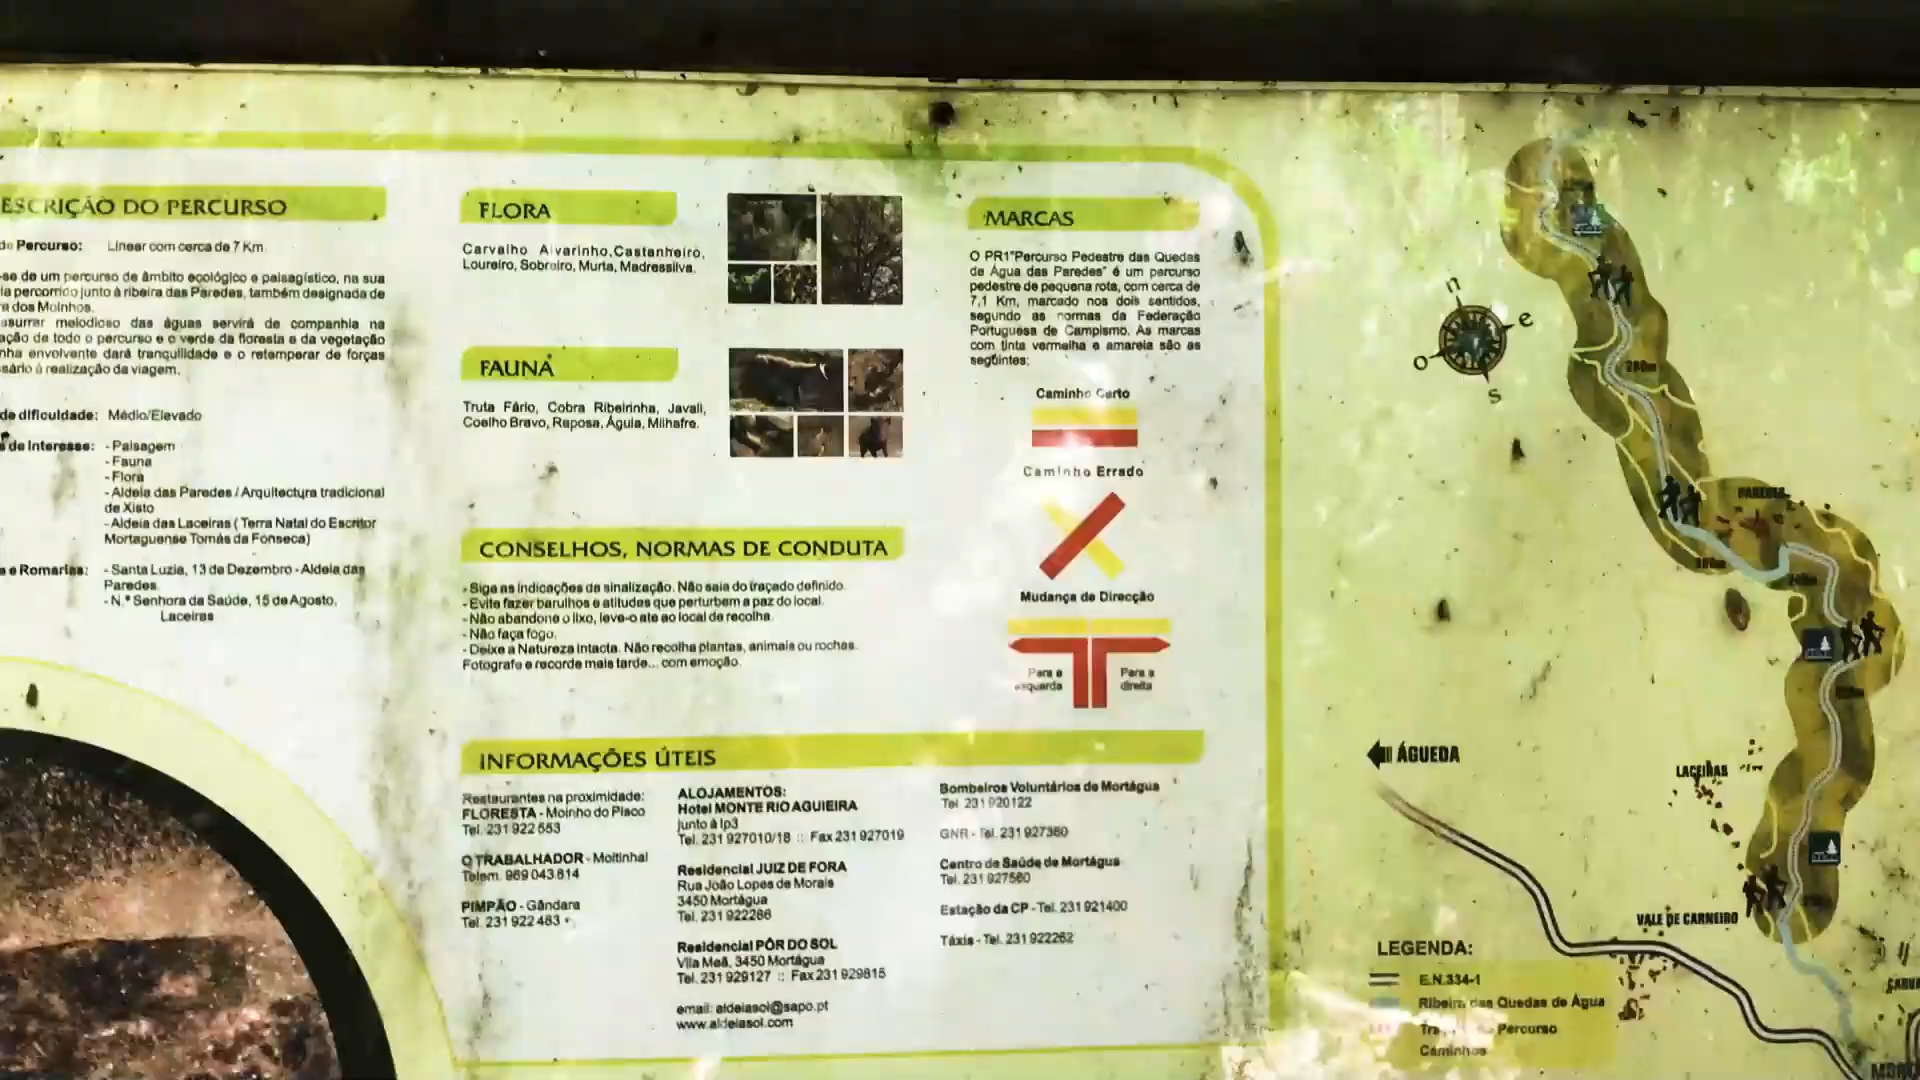 ESCRIÇÃO DO PERCURSO
do Percurso: Linear com cerca de 7 Km
-se de um percurso de âmbito ecológico e paisagístico, na sua
ia percorrido junto à ribeira das Paredes, também designada de
dos Moinhos.
melodioso das águas servirá de companhia na
ação de todo o percurso e o verde da floresta e da vegetação
nha envolvente dará tranquilidade e o retemperar de forças
sário à realização da viagem.
de dificuldade: Médio/Elevado
de Interesse: - Paisagem
- Fauna
- Flora
- Aldeia das Paredes / Arquitectura tradicional
de Xisto
- Aldeia das Laceiras ( Terra Natal do Escritor
Mortaguense Tomás da Fonseca)
s e Romarias: - Santa Luzia, 13 de Dezembro - Aldeia das
Paredes.
- N.ª Senhora da Saúde, 15 de Agosto,
Laceiras
FLORA
Carvalho Alvarinho, Castanheiro,
Loureiro, Sobreiro, Murta, Madressilva.
FAUNA
Truta Fário, Cobra Ribeirinha, Javali,
Coelho Bravo, Raposa, Águia, Milhafre.
CONSELHOS, NORMAS DE CONDUTA
- Siga as indicações da sinalização. Não saia do traçado definido.
- Evite fazer barulhos e atitudes que perturbem a paz do local.
- Não abandone o lixo, leve-o ate ao local de recolha.
- Não faça fogo.
- Deixe a Natureza intacta. Não recolha plantas, animais ou rochas.
Fotografe e recorde mais tarde... com emoção.
MARCAS
O PR1"Percurso Pedestre das Quedas
de Água das Paredes" é um percurso
pedestre de pequena rota, com cerca de
7,1 Km, marcado nos dois sentidos,
segundo as normas da Federação
Portuguesa de Campismo. As marcas
com tinta vermelha e amarela são as
seguintes:
Caminho Certo
Caminho Errado
Mudança de Direcção
Para a esquerda
Para a direita
INFORMAÇÕES ÚTEIS
Restaurantes na proximidade:
FLORESTA - Moinho do Pisco
Tel. 231 922 553
O TRABALHADOR - Moitinhal
Telem. 969 043 614
PIMPÃO - Gândara
Tel. 231 922 463
ALOJAMENTOS:
Hotel MONTE RIO AGUIEIRA
junto à Ip3
Tel. 231 927010/18 :: Fax 231 927019
Residencial JUIZ DE FORA
Rua João Lopes de Morais
3450 Mortágua
Tel. 231 922266
Residencial PÔR DO SOL
Vila Meã, 3450 Mortágua
Tel. 231 929127 :: Fax 231 929815
email: aldeiasol@sapo.pt
www.aldeiasol.com
Bombeiros Voluntários de Mortágua
Tel. 231 920122
GNR - Tel. 231 927360
Centro de Saúde de Mortágua
Tel. 231 927560
Estação da CP - Tel. 231 921400
Táxis - Tel. 231 922262
n
e
o
s
PAREDES
ÁGUEDA
LACEIRAS
VALE DE CARNEIRO
LEGENDA:
E.N.334-1
Ribeira das Quedas de Água
Percurso
Caminhos